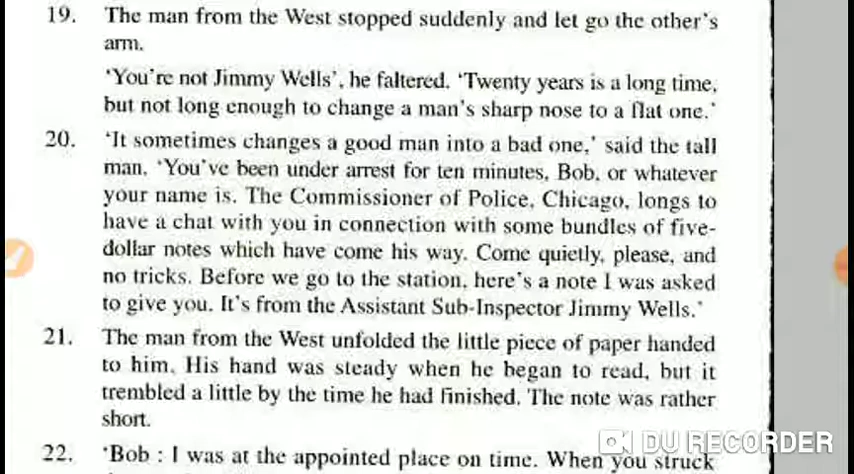 19. The man from the West stopped suddenly and let go the other's
arm.
'You're not Jimmy Wells', he faltered. 'Twenty years is a long time,
but not long enough to change a man's sharp nose to a flat one.'
20. 'It sometimes changes a good man into a bad one,' said the tall
man, 'You've been under arrest for ten minutes, Bob, or whatever
your name is. The Commissioner of Police, Chicago, longs to
have a chat with you in connection with some bundles of five-
dollar notes which have come his way. Come quietly, please, and
no tricks. Before we go to the station, here's a note I was asked
to give you. It's from the Assistant Sub-Inspector Jimmy Wells.'
21. The man from the West unfolded the little piece of paper handed
to him. His hand was steady when he began to read, but it
trembled a little by the time he had finished. The note was rather
short.
22. 'Bob : I was at the appointed place on time. When you struck
DU RECORDER